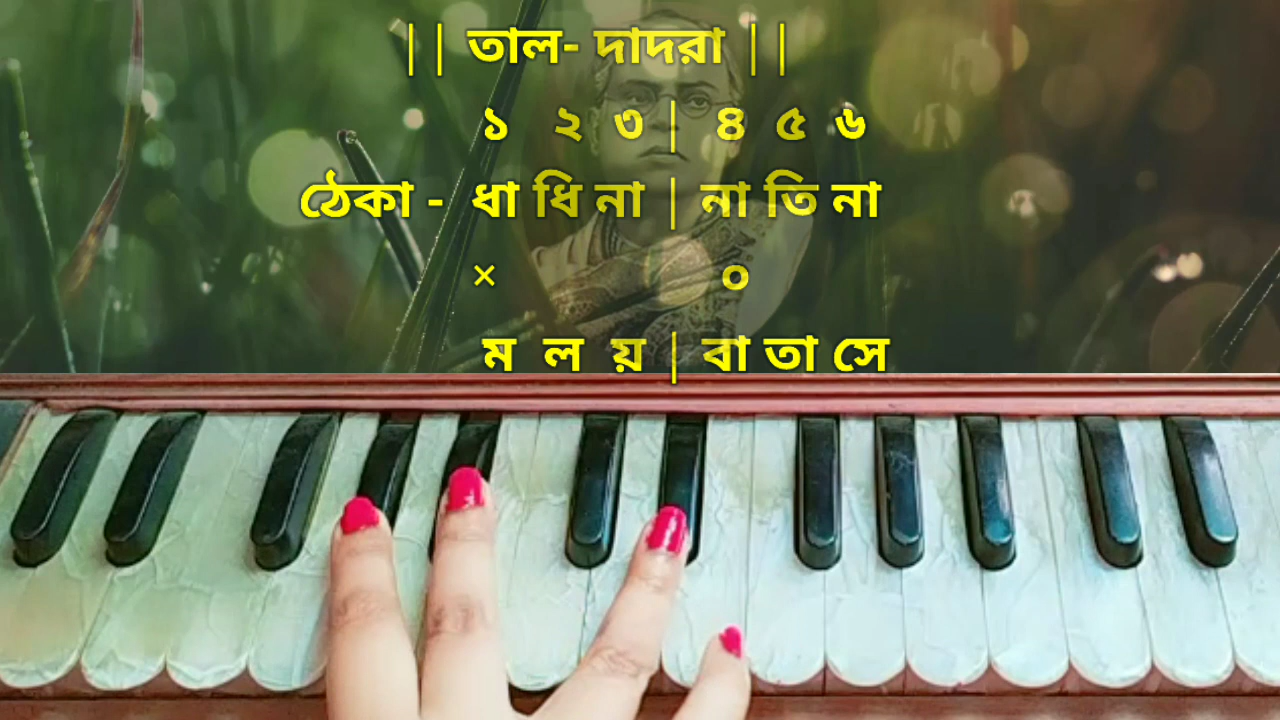 || তাল- দাদরা ||
১ ২ ৩ | ৪ ৫ ৬
ঠেকা - ধা ধি না | না তি না
× ০
ম ল য় | বা তা সে